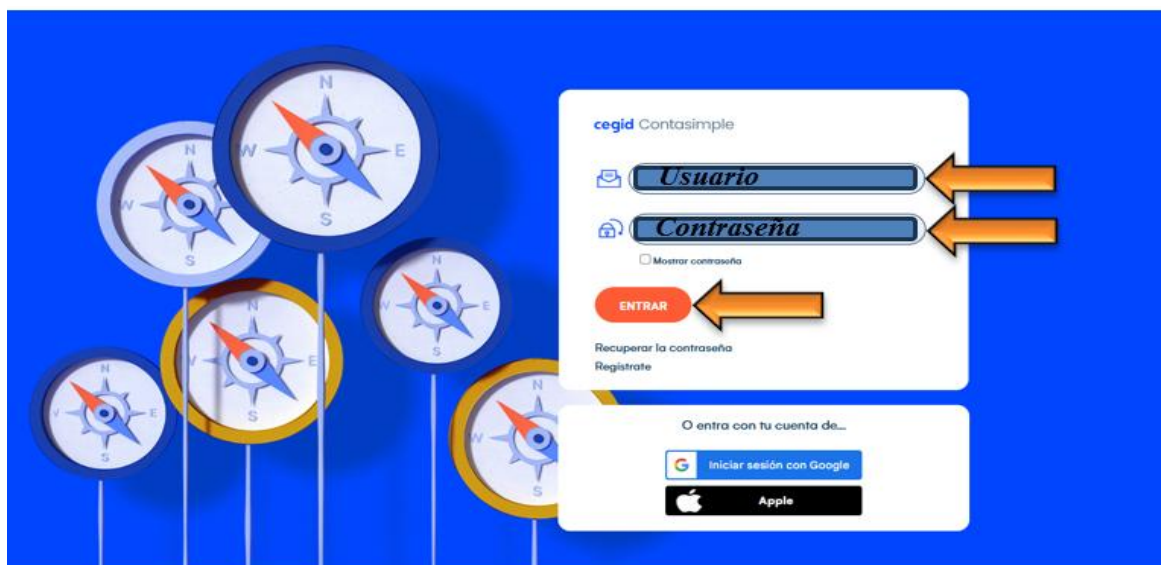 cegid Contasimple
Usuario
Contraseña
Mostrar contraseña
ENTRAR
Recuperar la contraseña
Regístrate
O entra con tu cuenta de...
G Iniciar sesión con Google
Apple
N
W E
S
N
W
S
N
W E
S
N
E
S
N
E
S
N
W
S